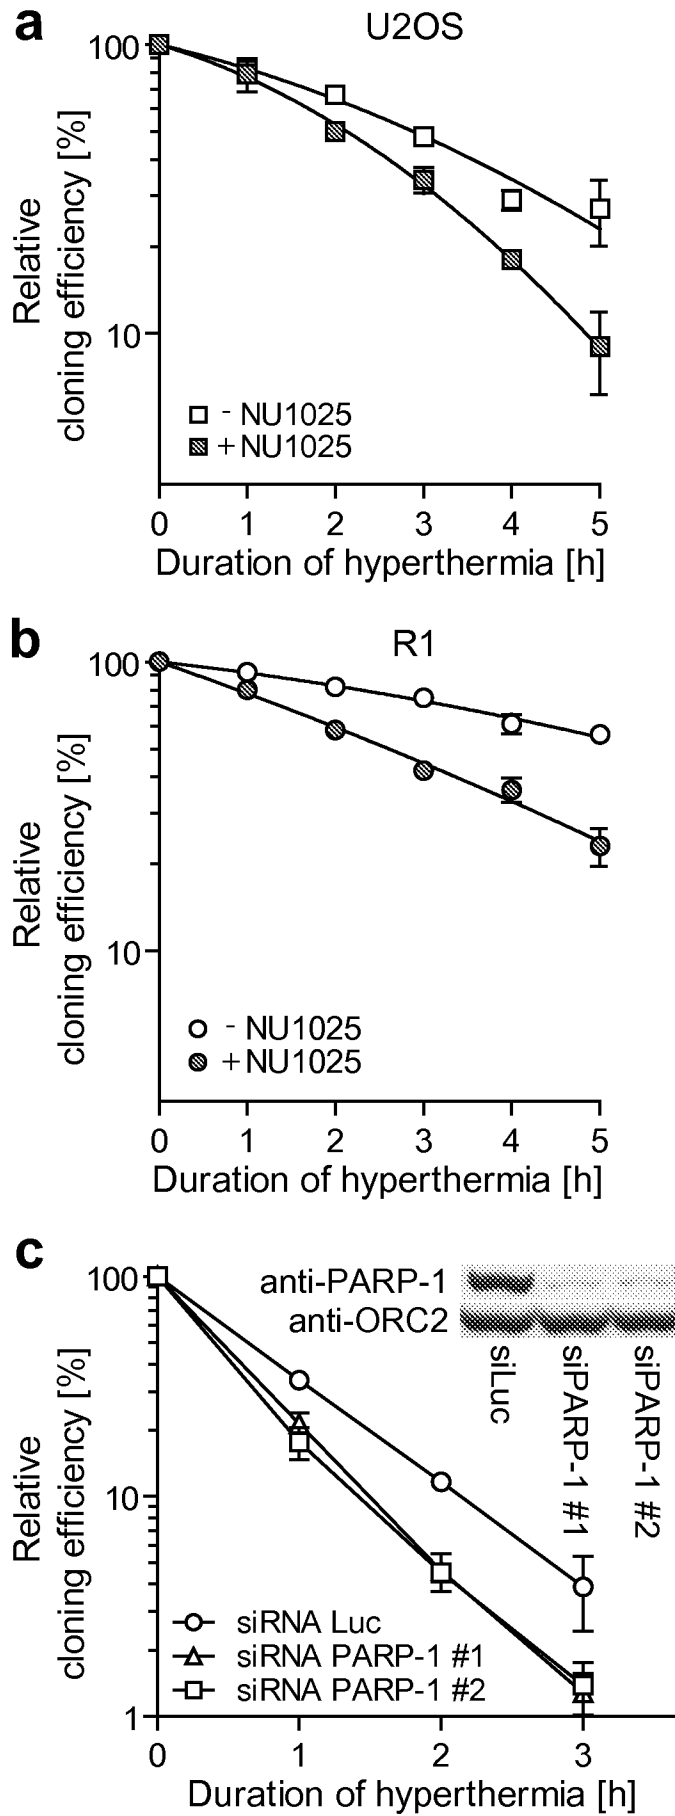 a
U2OS
100
10
Relative
cloning efficiency [%]
- NU1025
+ NU1025
0 1 2 3 4 5
Duration of hyperthermia [h]
b
R1
100
10
Relative
cloning efficiency [%]
- NU1025
+ NU1025
0 1 2 3 4 5
Duration of hyperthermia [h]
c
100
10
1
Relative
cloning efficiency [%]
anti-PARP-1
anti-ORC2
siLuc
siPARP-1 #1
siPARP-1 #2
siRNA Luc
siRNA PARP-1 #1
siRNA PARP-1 #2
0 1 2 3
Duration of hyperthermia [h]